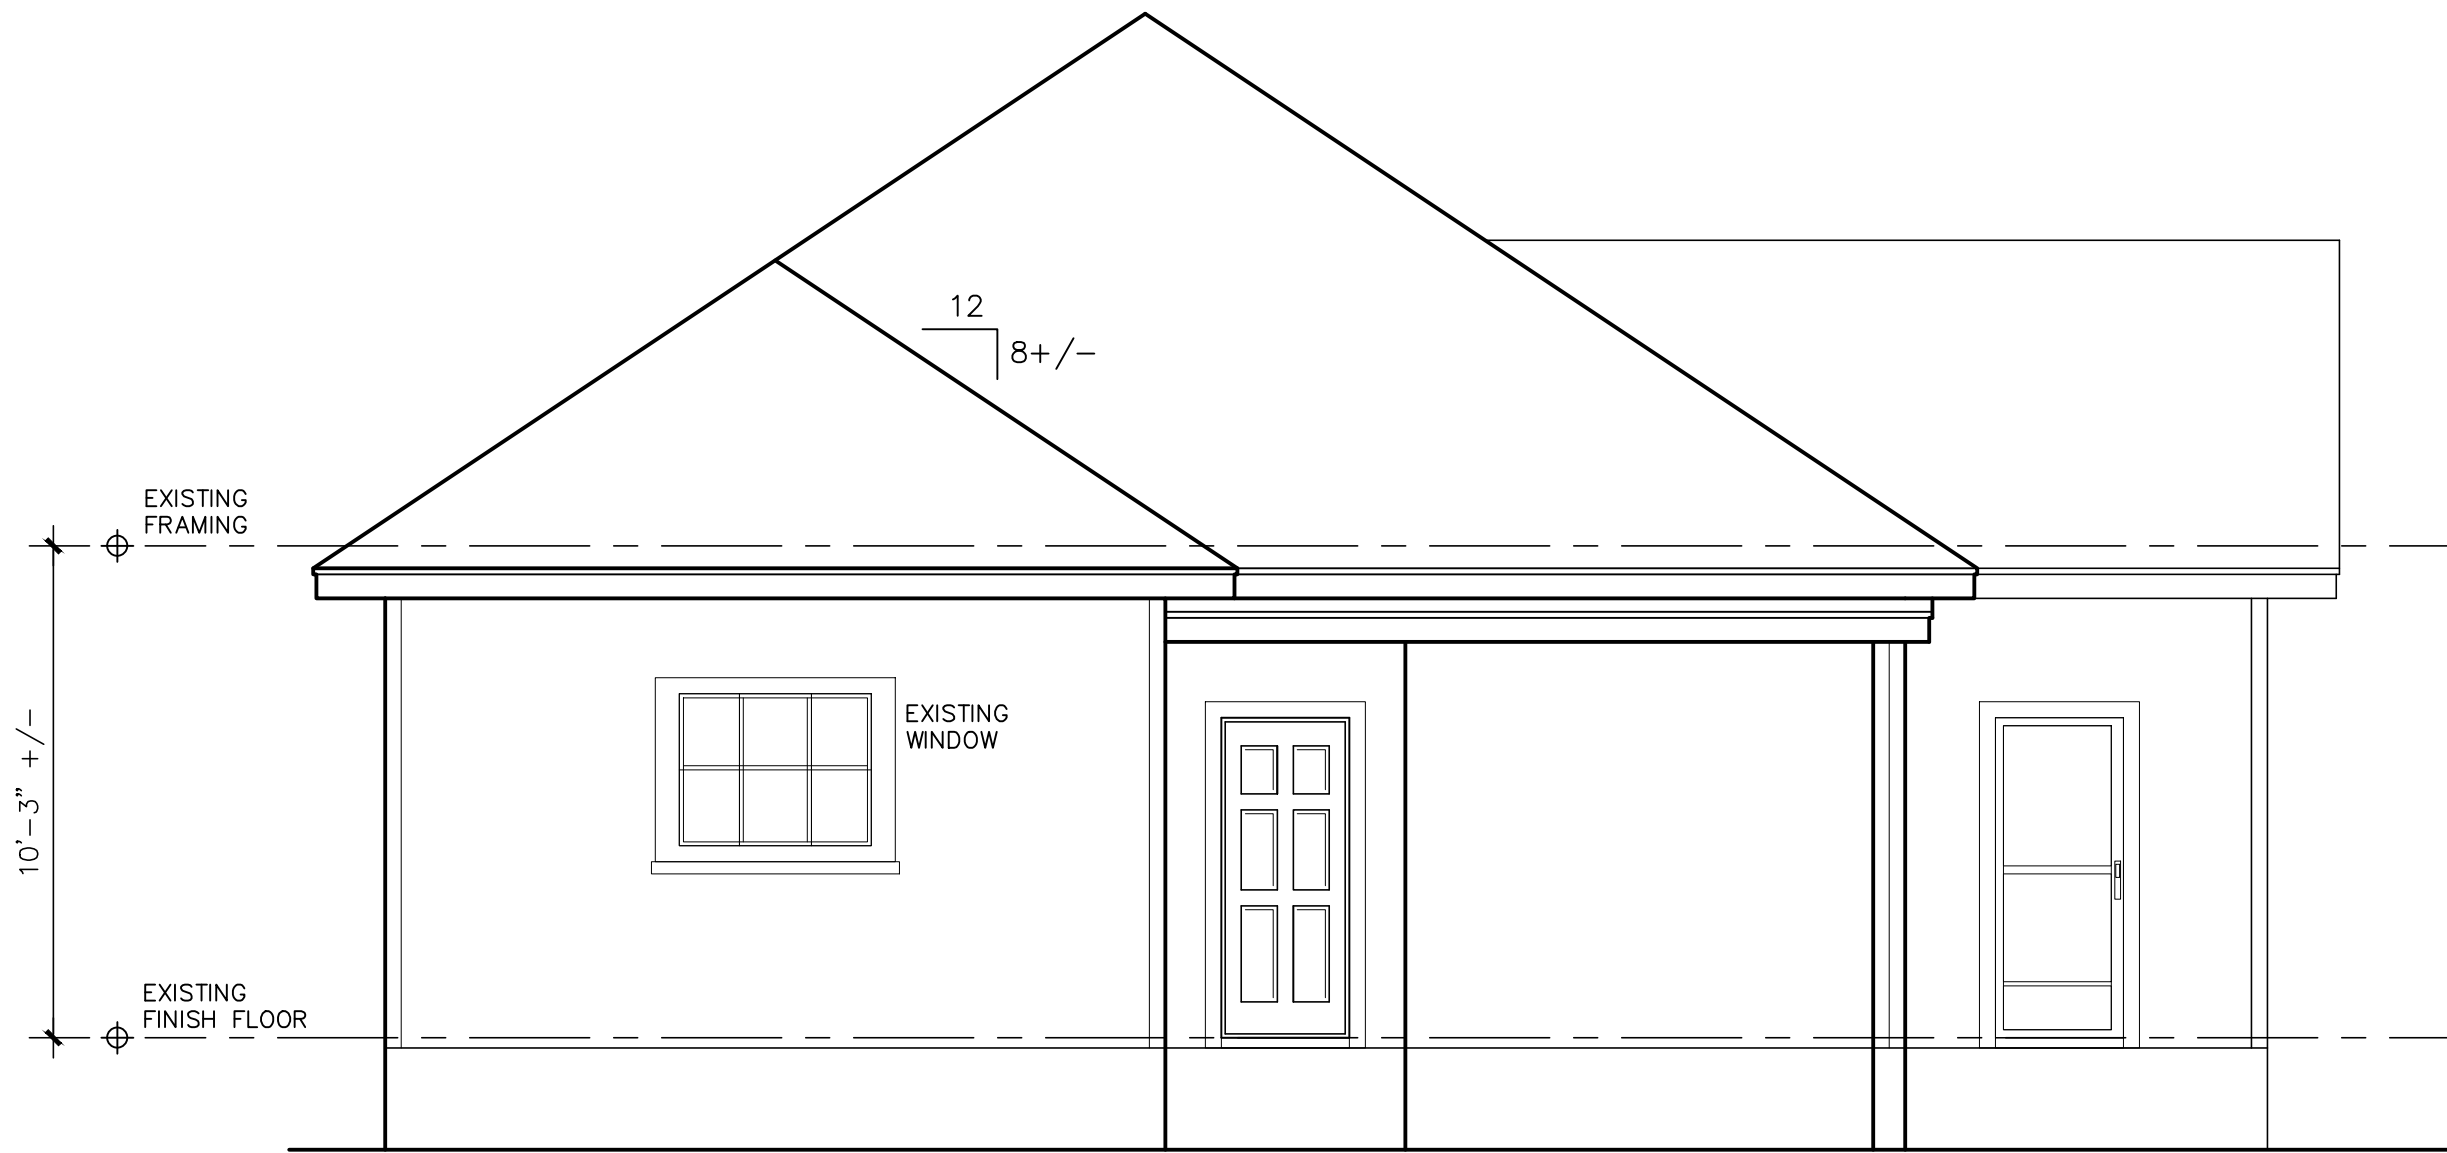 12
8+/-
EXISTING
FRAMING
EXISTING
WINDOW
10'-3" +/-
EXISTING
FINISH FLOOR